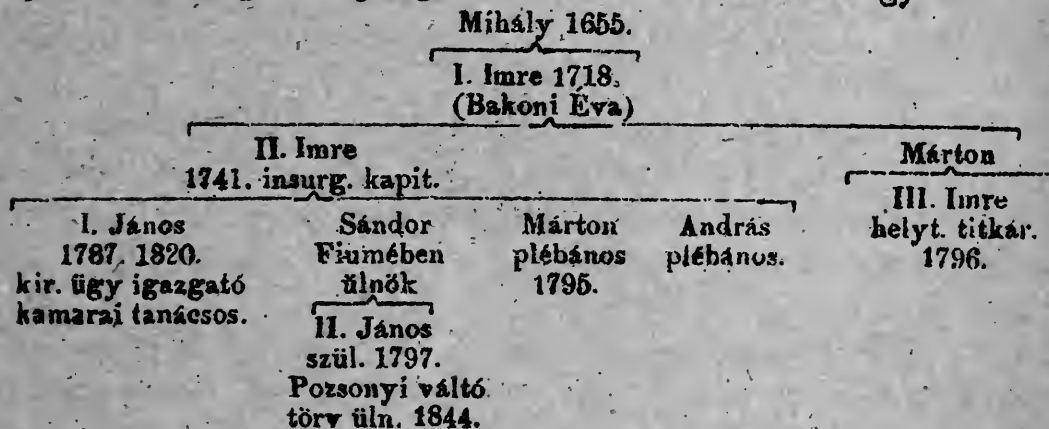 Mihály 1655.
I. Imre 1718.
(Bakoni Éva)
II. Imre
1741. insurg. kapit.
Márton
III. Imre
helyt. titkár.
1796.
I. János
1787. 1820.
kir. ügy igazgató
kamarai tanácsos.
Sándor
Fiumében
ülnök
II. János
szül. 1797.
Pozsonyi váltó
törv üln. 1844.
Márton
plébános
1795.
András
plébános.